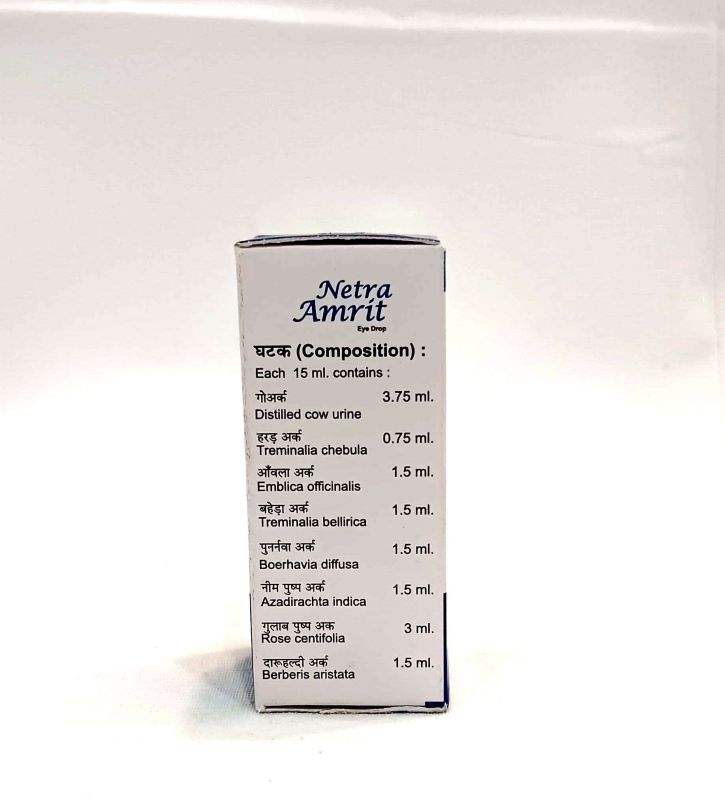 Netra
Amrit
Eye Drop
घटक (Composition) :
Each 15 ml. contains :
गोअर्क 3.75 ml.
Distilled cow urine
हरड़ अर्क 0.75 ml.
Treminalia chebula
आँवला अर्क 1.5 ml.
Emblica officinalis
बहेड़ा अर्क 1.5 ml.
Treminalia bellirica
पुनर्नवा अर्क 1.5 ml.
Boerhavia diffusa
नीम पुष्प अर्क 1.5 ml.
Azadirachta indica
गुलाब पुष्प अक 3 ml.
Rose centifolia
दारूहल्दी अर्क 1.5 ml.
Berberis aristata